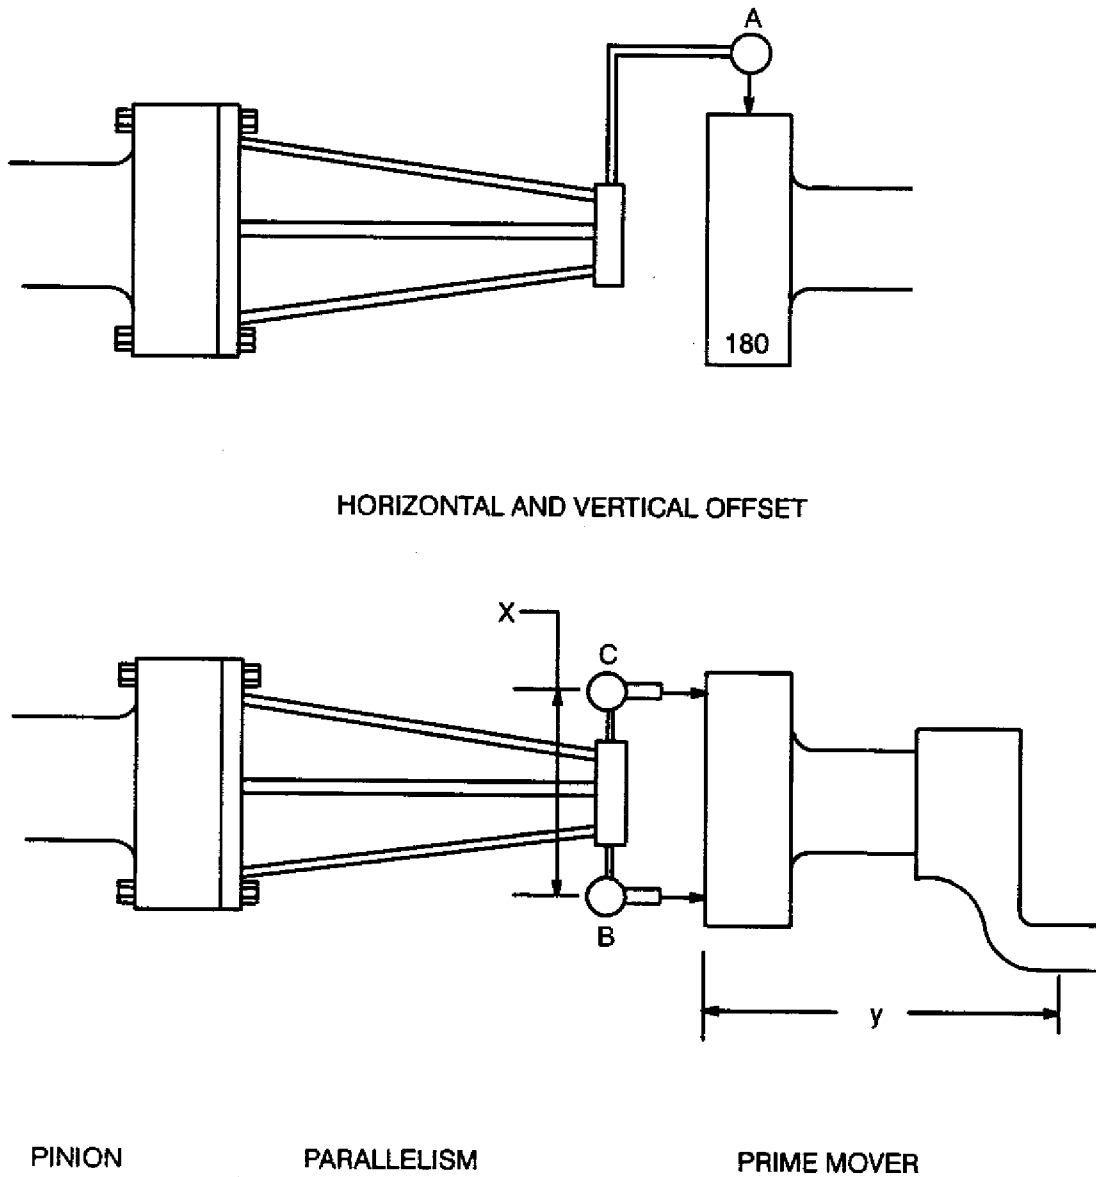 A
180
HORIZONTAL AND VERTICAL OFFSET
X
C
B
y
PINION PARALLELISM PRIME MOVER